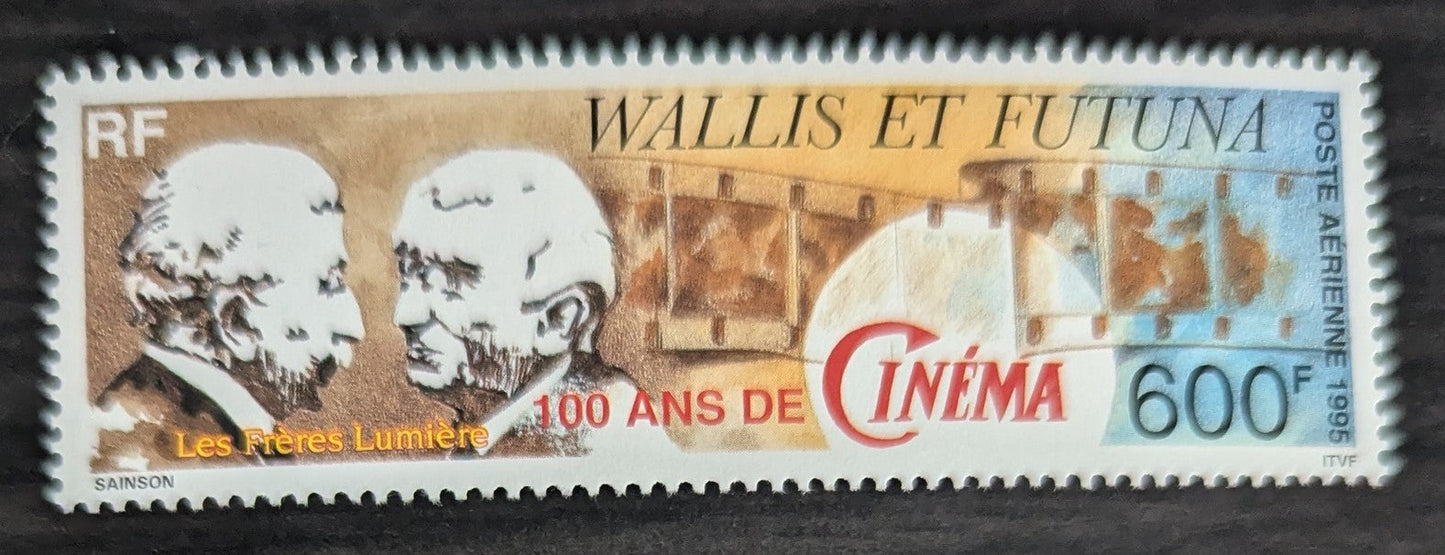 RF
WALLIS ET FUTUNA
POSTE AÉRIENNE 1995
Les Frères Lumière
100 ANS DE CINÉMA
600F
SAINSON
ITVF